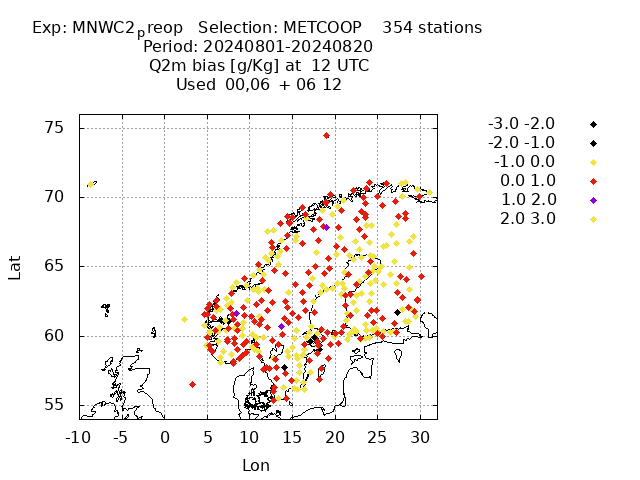 Exp: MNWC2preop   Selection: METCOOP    354 stations
Period: 20240801-20240820
Q2m bias [g/Kg] at  12 UTC
Used  00,06  + 06 12
-3.0 -2.0
-2.0 -1.0
-1.0 0.0
0.0 1.0
1.0 2.0
2.0 3.0
75
70
65
60
55
Lat
-10 -5 0 5 10 15 20 25 30
Lon